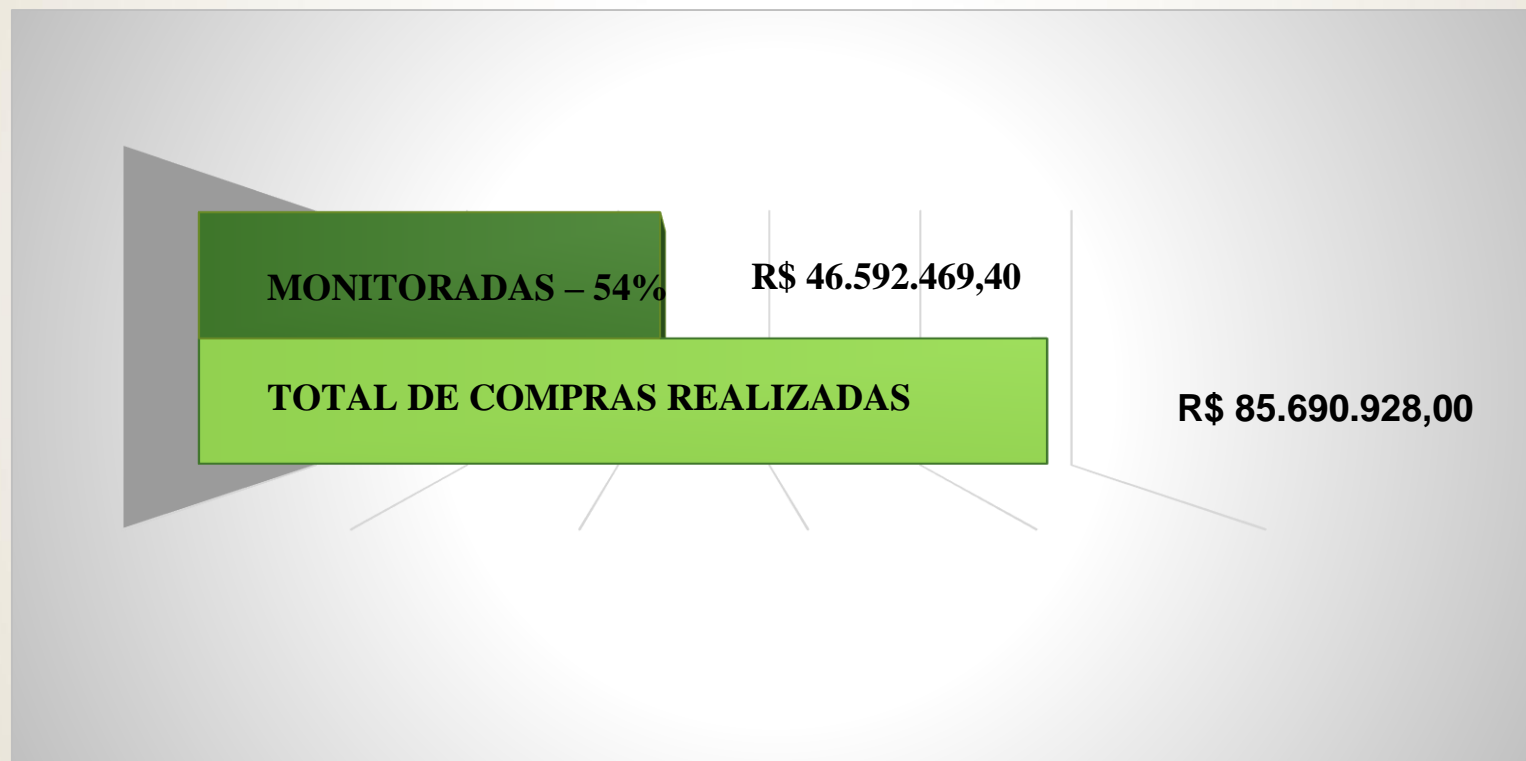 MONITORADAS – 54%
R$ 46.592.469,40
TOTAL DE COMPRAS REALIZADAS
R$ 85.690.928,00